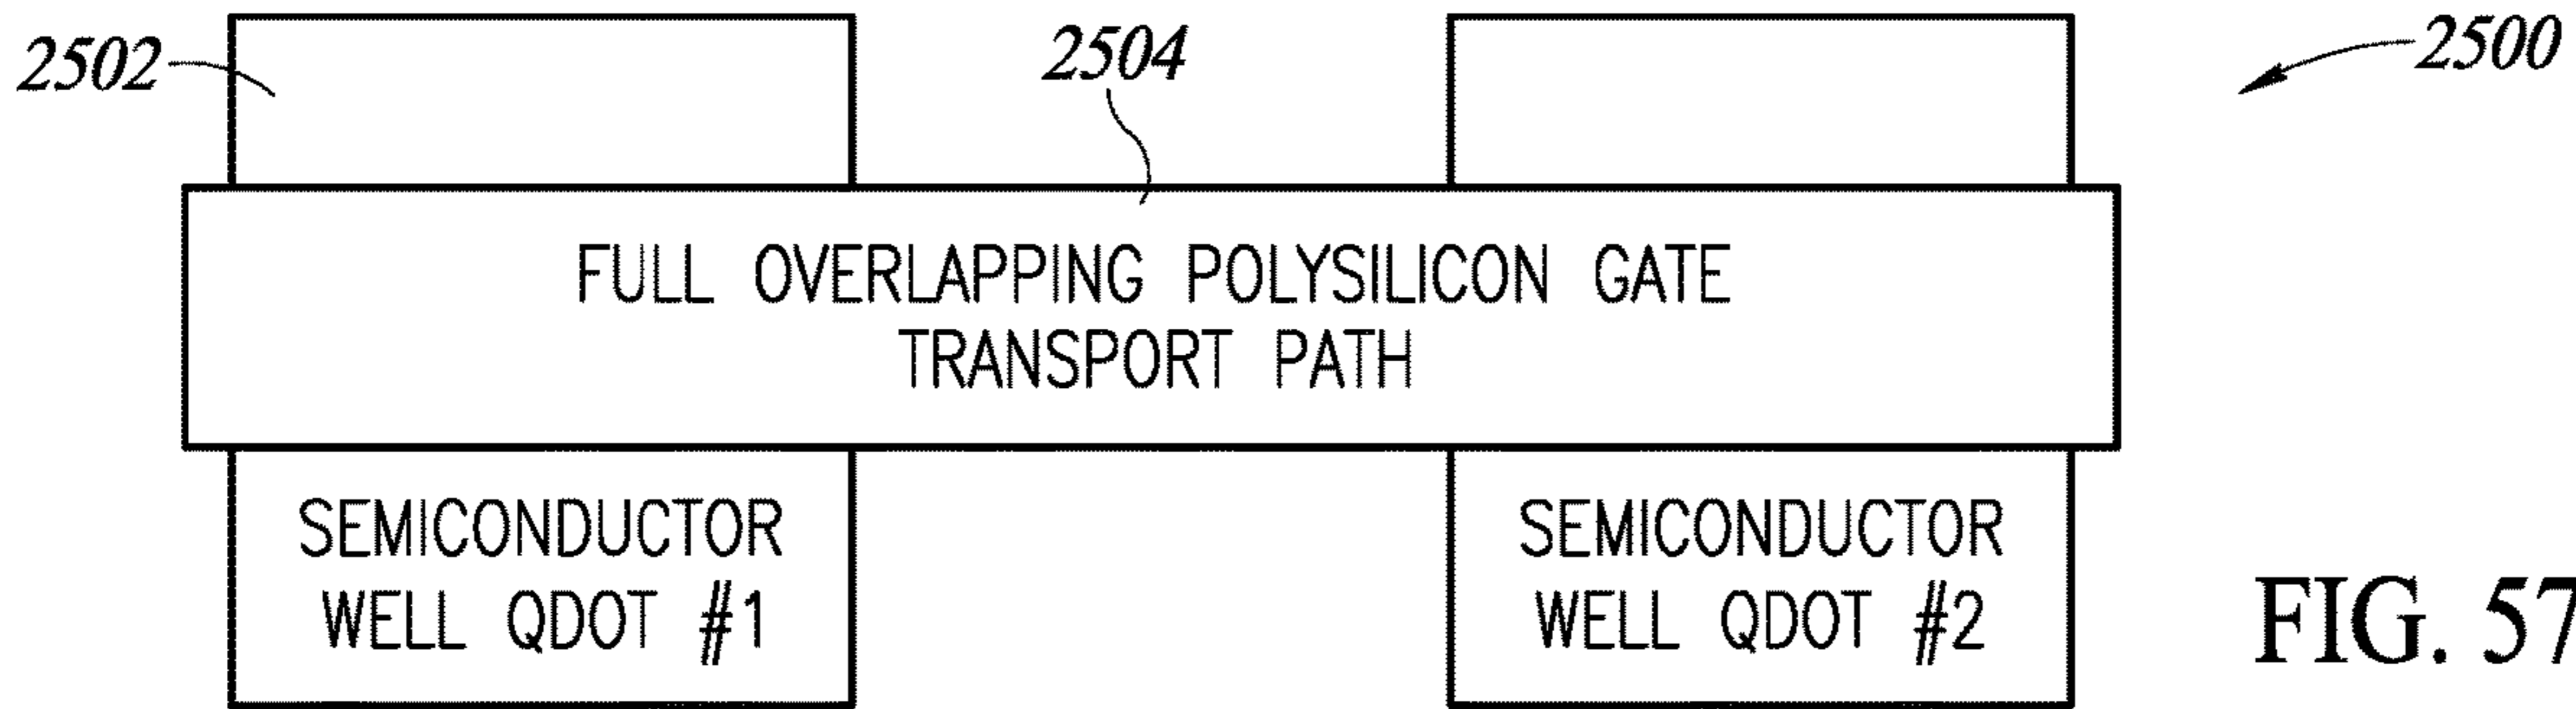 2502
2504
2500
FULL OVERLAPPING POLYSILICON GATE
TRANSPORT PATH
SEMICONDUCTOR
WELL QDOT #1
SEMICONDUCTOR
WELL QDOT #2
FIG. 57